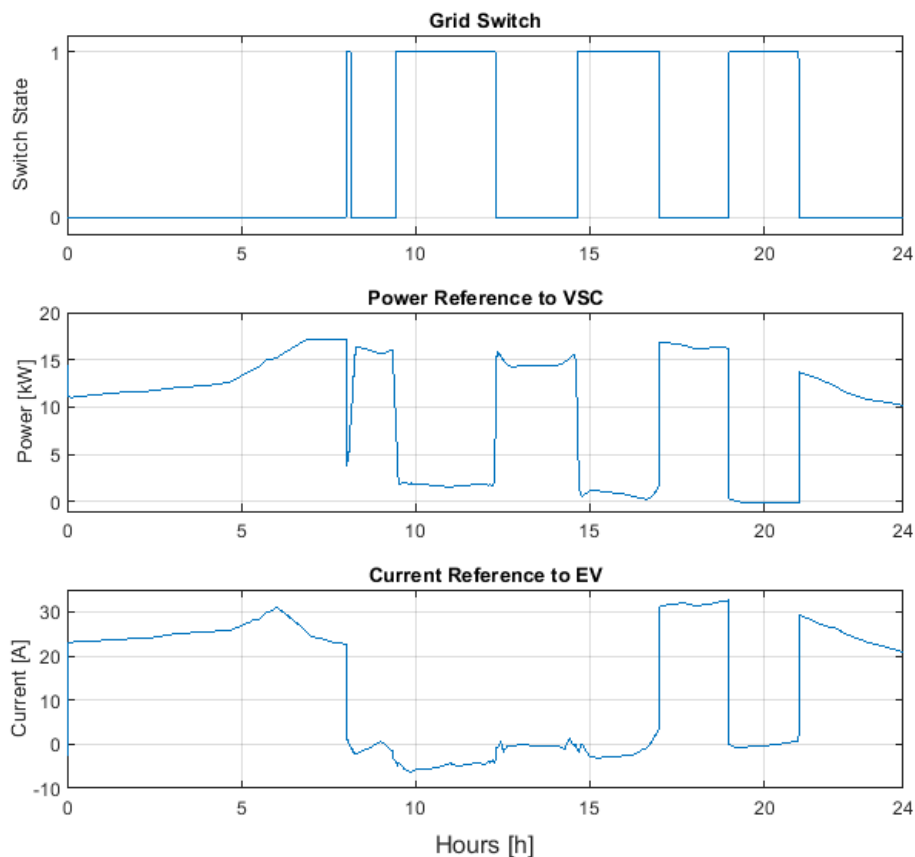 Grid Switch
Switch State
1
0
0 5 10 15 20 24
Power Reference to VSC
Power [kW]
20
15
10
5
0
0 5 10 15 20 24
Current Reference to EV
Current [A]
30
20
10
0
-10
0 5 10 15 20 24
Hours [h]